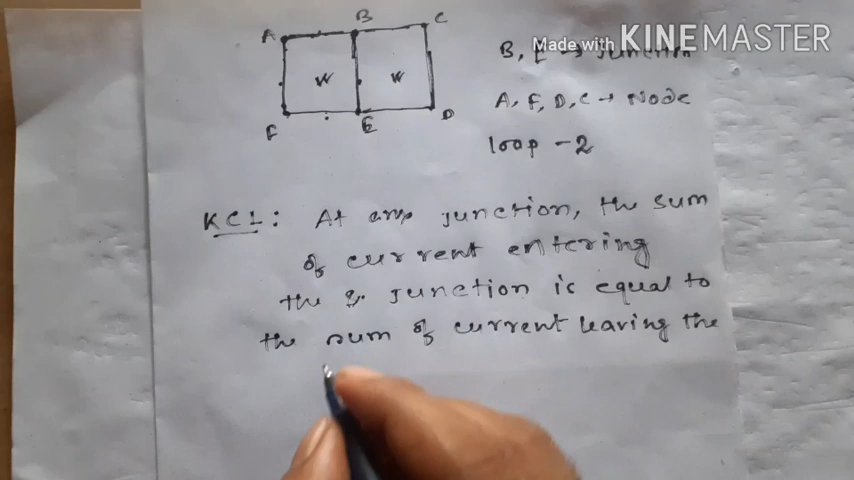 A B C
W W
F E D
Made with KINEMASTER
B, E → Junction
A, F, D, C → Node
loop - 2
KCL: At any junction, the sum
of current entering
the junction is equal to
the sum of current leaving the